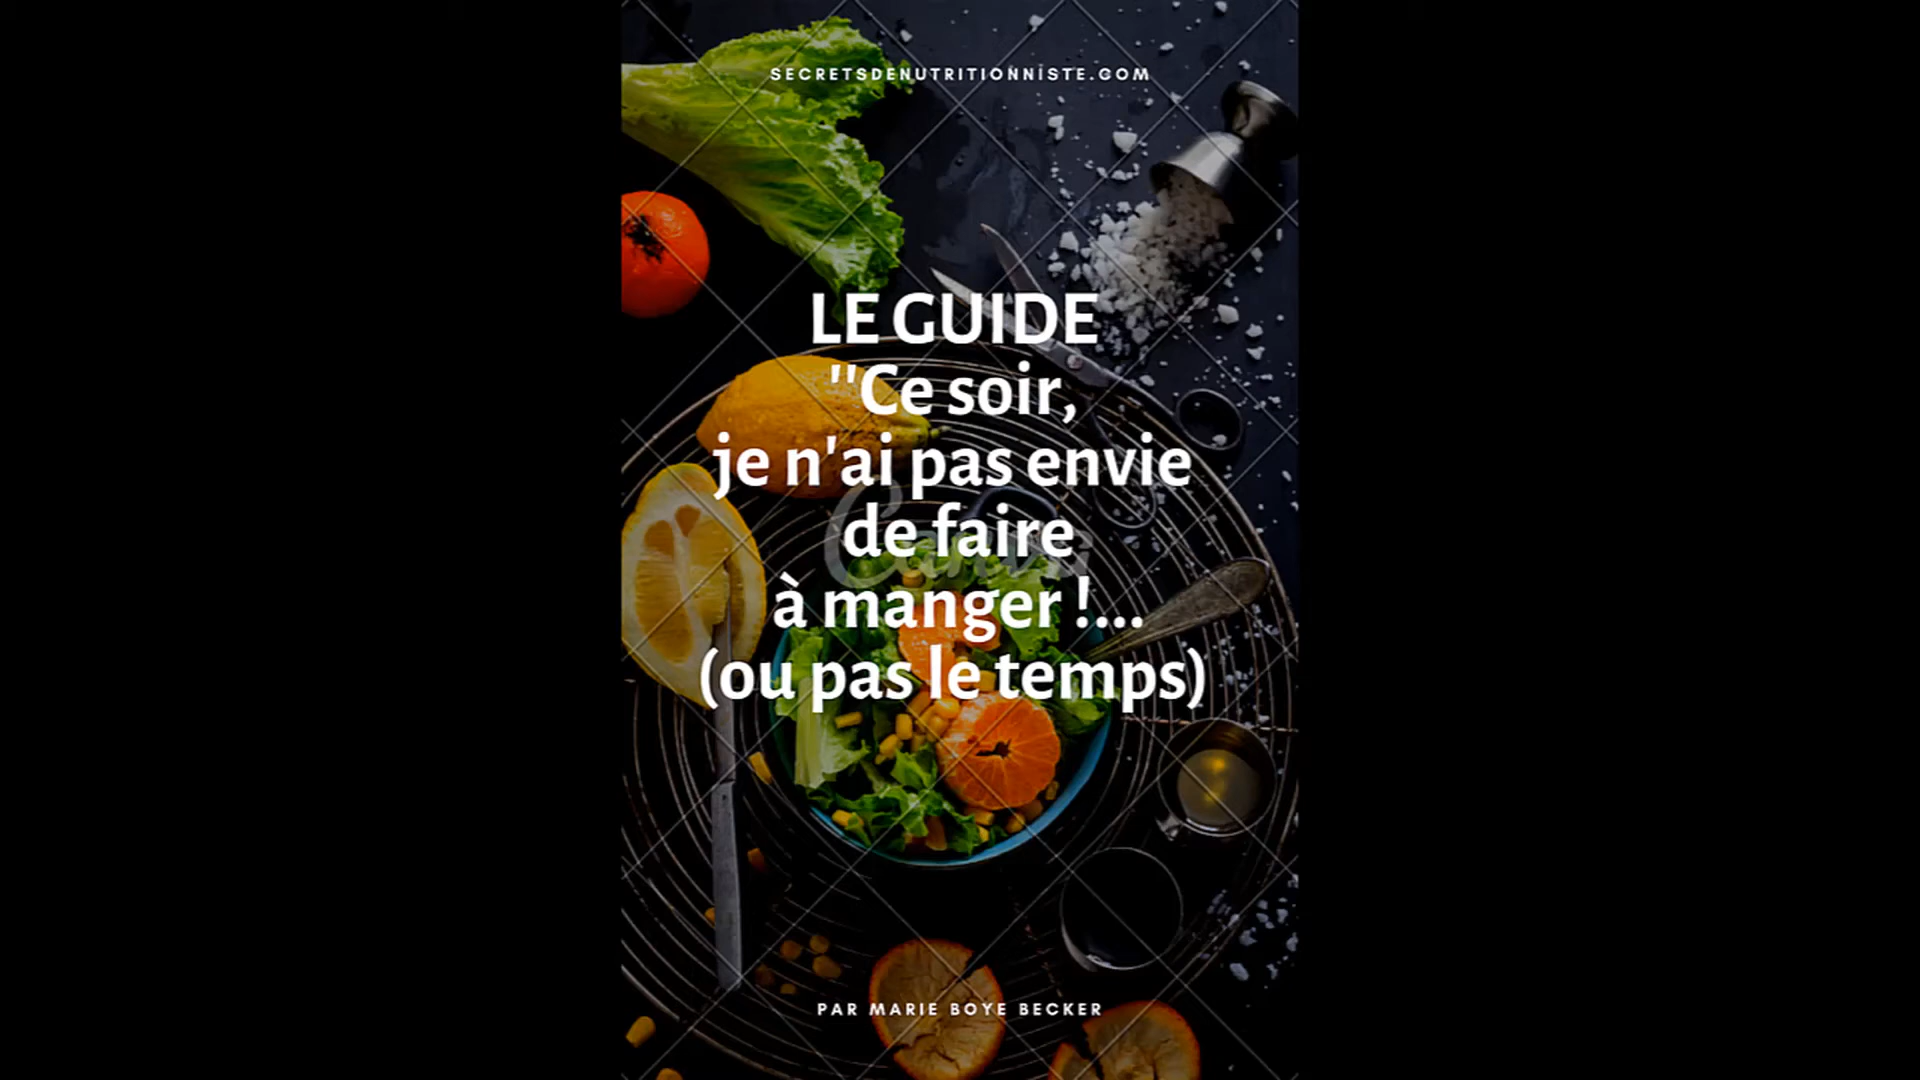 SECRETSDENUTRITIONNISTE.COM
LE GUIDE
"Ce soir,
je n'ai pas envie
de faire
à manger !...
(ou pas le temps)
Canva
PAR MARIE BOYE BECKER